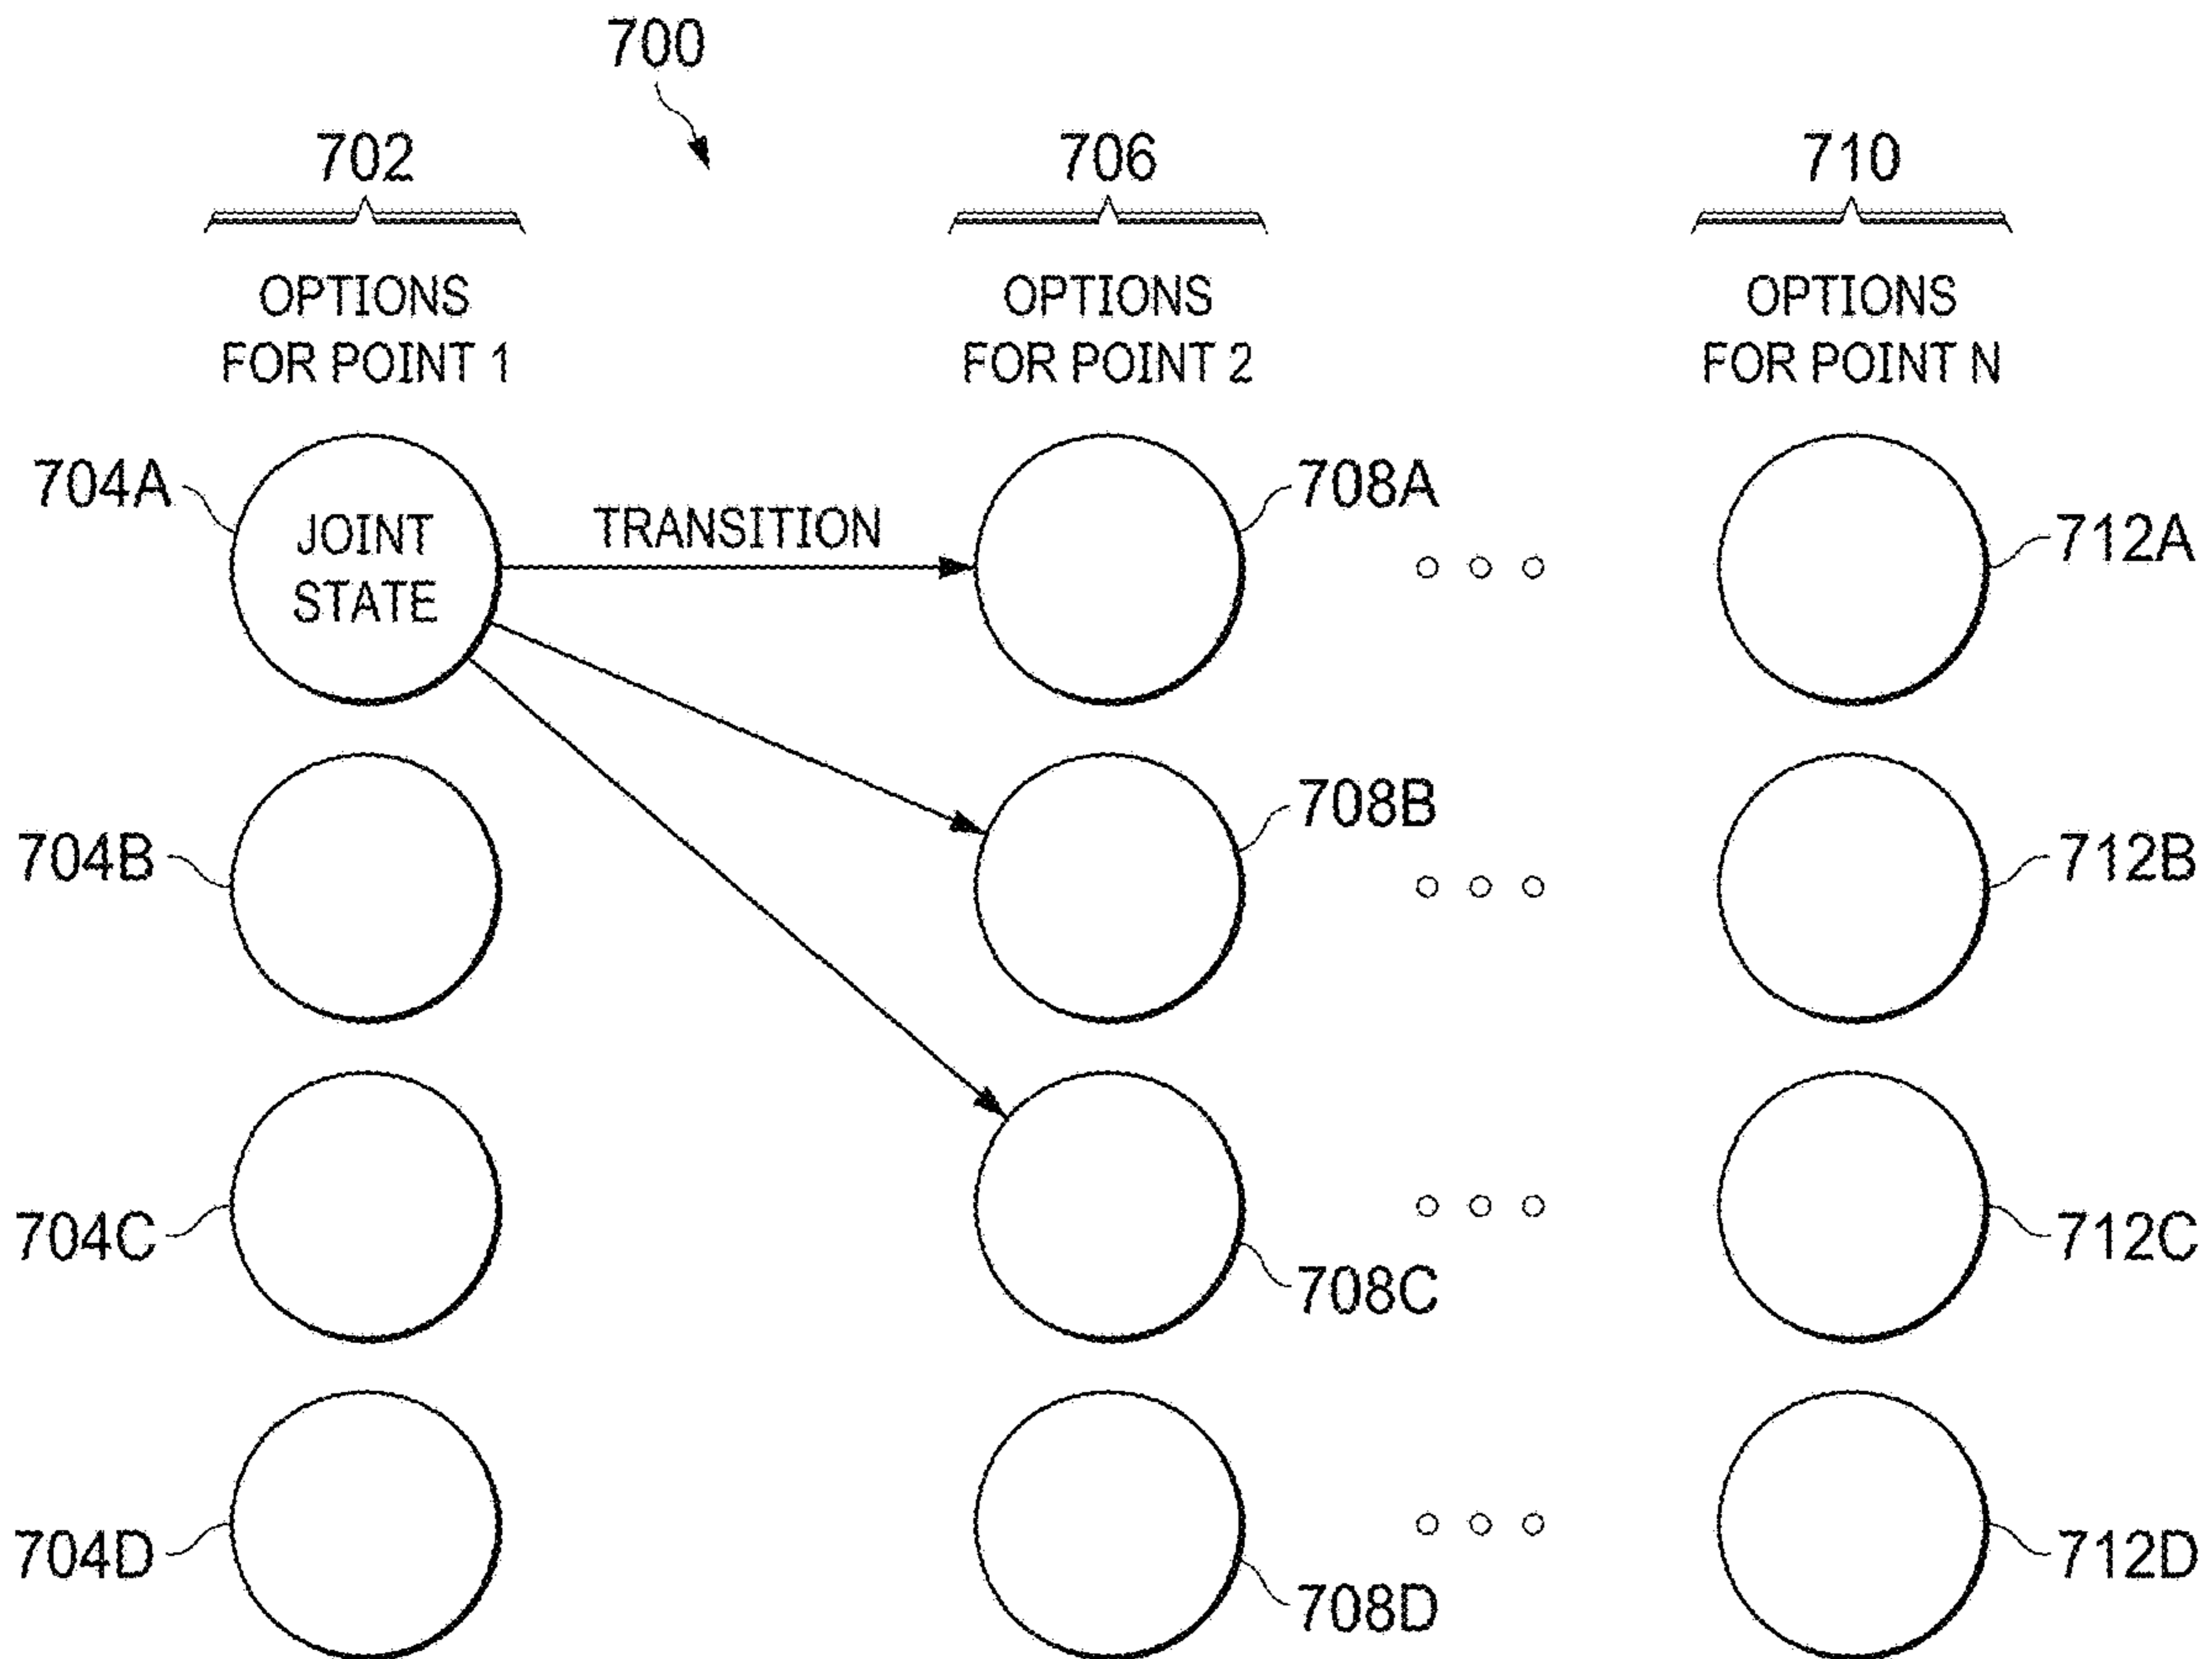 700
702
706
710
OPTIONS
FOR POINT 1
OPTIONS
FOR POINT 2
OPTIONS
FOR POINT N
704A
JOINT
STATE
TRANSITION
708A
712A
704B
708B
712B
704C
708C
712C
704D
708D
712D